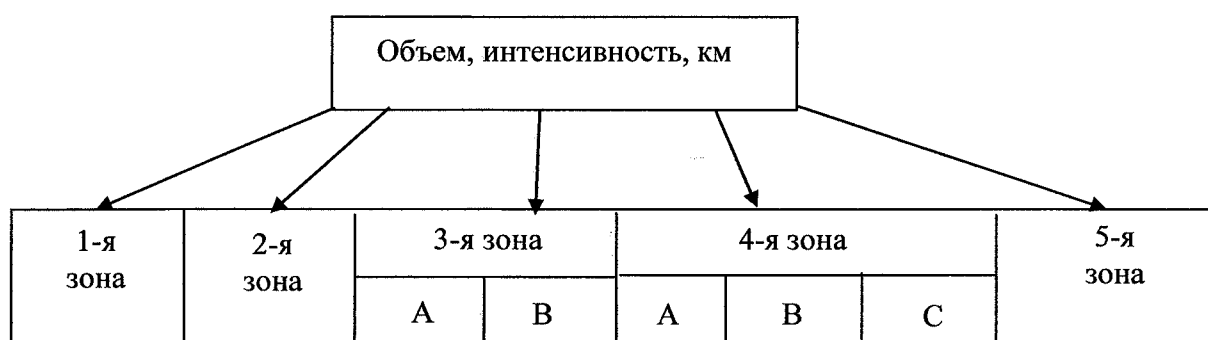 Объем, интенсивность, км
1-я
зона
2-я
зона
3-я зона
А
В
4-я зона
А
В
С
5-я
зона